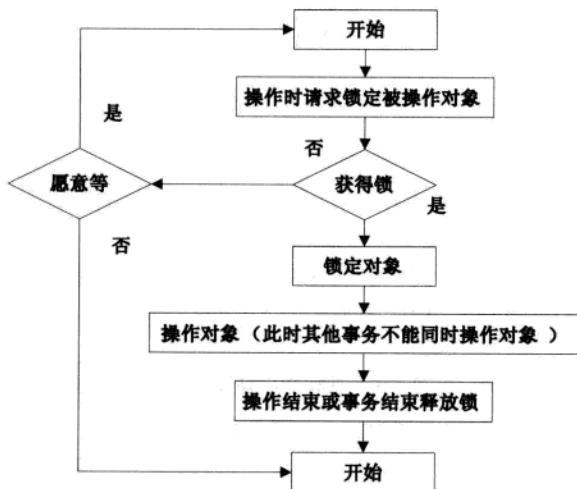 开始
操作时请求锁定被操作对象
是
否
愿意等
获得锁
是
否
锁定对象
操作对象（此时其他事务不能同时操作对象 ）
操作结束或事务结束释放锁
开始